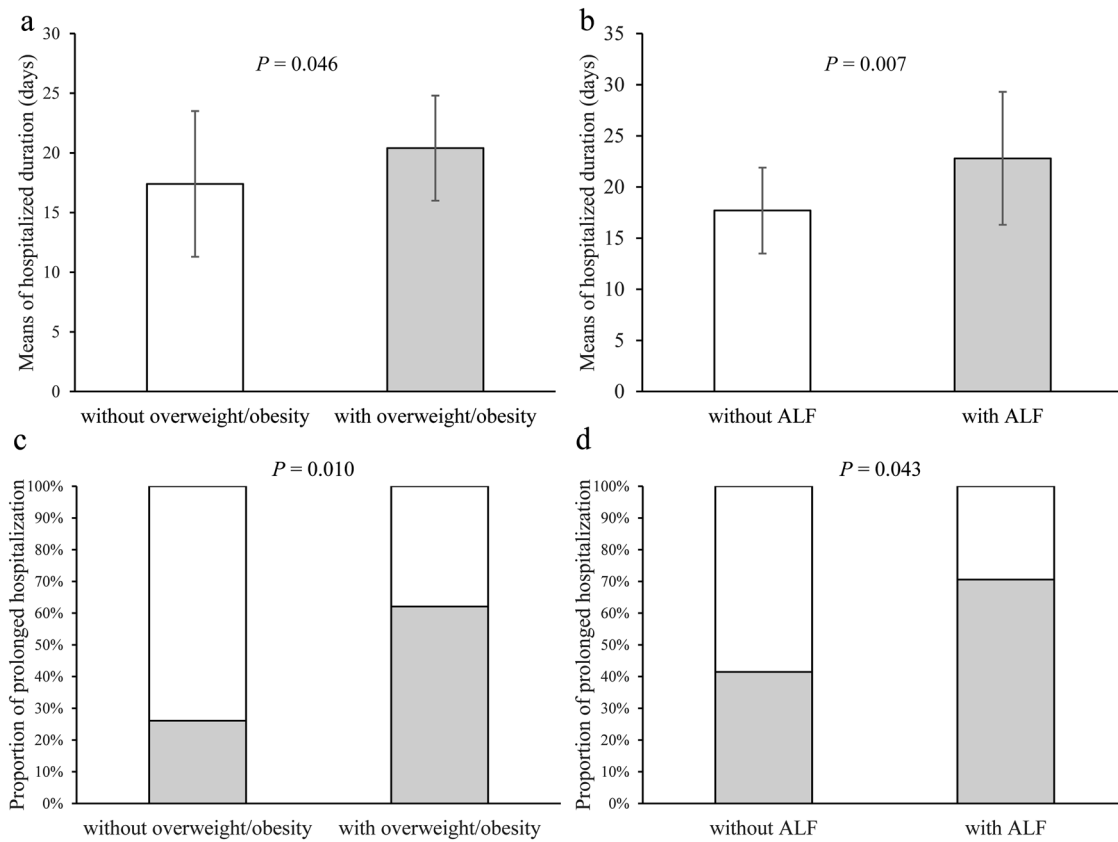 a
Means of hospitalized duration (days)
P = 0.046
30
25
20
15
10
5
0
without overweight/obesity
with overweight/obesity
b
Means of hospitalized duration (days)
P = 0.007
35
30
25
20
15
10
5
0
without ALF
with ALF
c
Proportion of prolonged hospitalization
P = 0.010
100%
90%
80%
70%
60%
50%
40%
30%
20%
10%
0%
without overweight/obesity
with overweight/obesity
d
Proportion of prolonged hospitalization
P = 0.043
100%
90%
80%
70%
60%
50%
40%
30%
20%
10%
0%
without ALF
with ALF